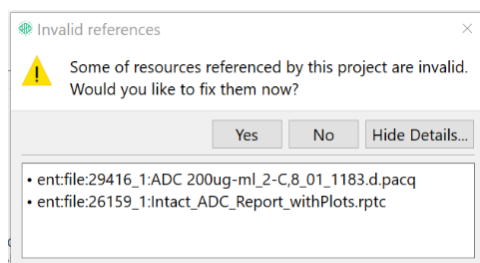 Invalid references
Some of resources referenced by this project are invalid.
Would you like to fix them now?
Yes No Hide Details...
• ent:file:29416_1:ADC 200ug-ml_2-C,8_01_1183.d.pacq
• ent:file:26159_1:Intact_ADC_Report_withPlots.rptc